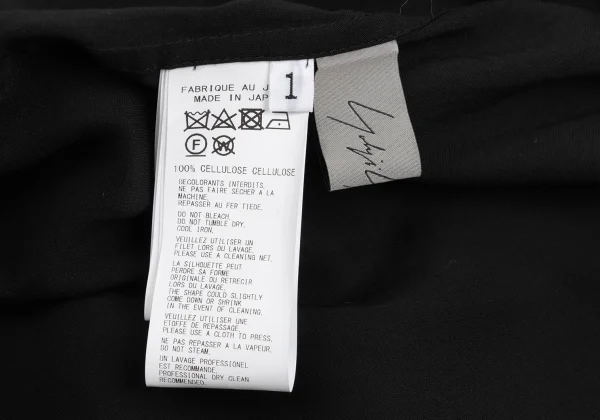 FABRIQUE AU J
MADE IN JAP
1
F W
100% CELLULOSE CELLULOSE
DECOLORANTS INTERDITS.
NE PAS FAIRE SECHER A LA
MACHINE.
REPASSER AU FER TIEDE.
DO NOT BLEACH.
DO NOT TUMBLE DRY.
COOL IRON.
VEUILLEZ UTILISER UN
FILET LORS DU LAVAGE.
PLEASE USE A CLEANING NET.
LA SILHOUETTE PEUT
PERDRE SA FORME
ORIGINALE DU RETRECIR
LORS DU LAVAGE.
THE SHAPE COULD SLIGHTLY
COME DOWN OR SHRINK
IN THE EVENT OF CLEANING.
VEUILLEZ UTILISER UNE
ETOFFE DE REPASSAGE.
PLEASE USE A CLOTH TO PRESS.
NE PAS REPASSER A LA VAPEUR.
DO NOT STEAM.
UN LAVAGE PROFESSIONEL
EST RECOMMANDE.
PROFESSIONAL DRY CLEAN
RECOMMENDED.